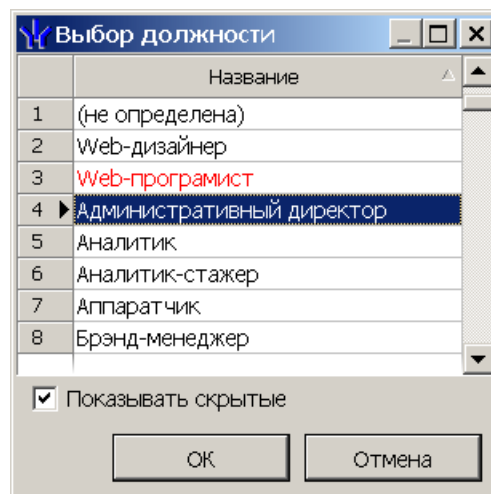 Выбор должности
Название
1 (не определена)
2 Web-дизайнер
3 Web-програмист
4 Административный директор
5 Аналитик
6 Аналитик-стажер
7 Аппаратчик
8 Брэнд-менеджер
Показывать скрытые
ОК Отмена